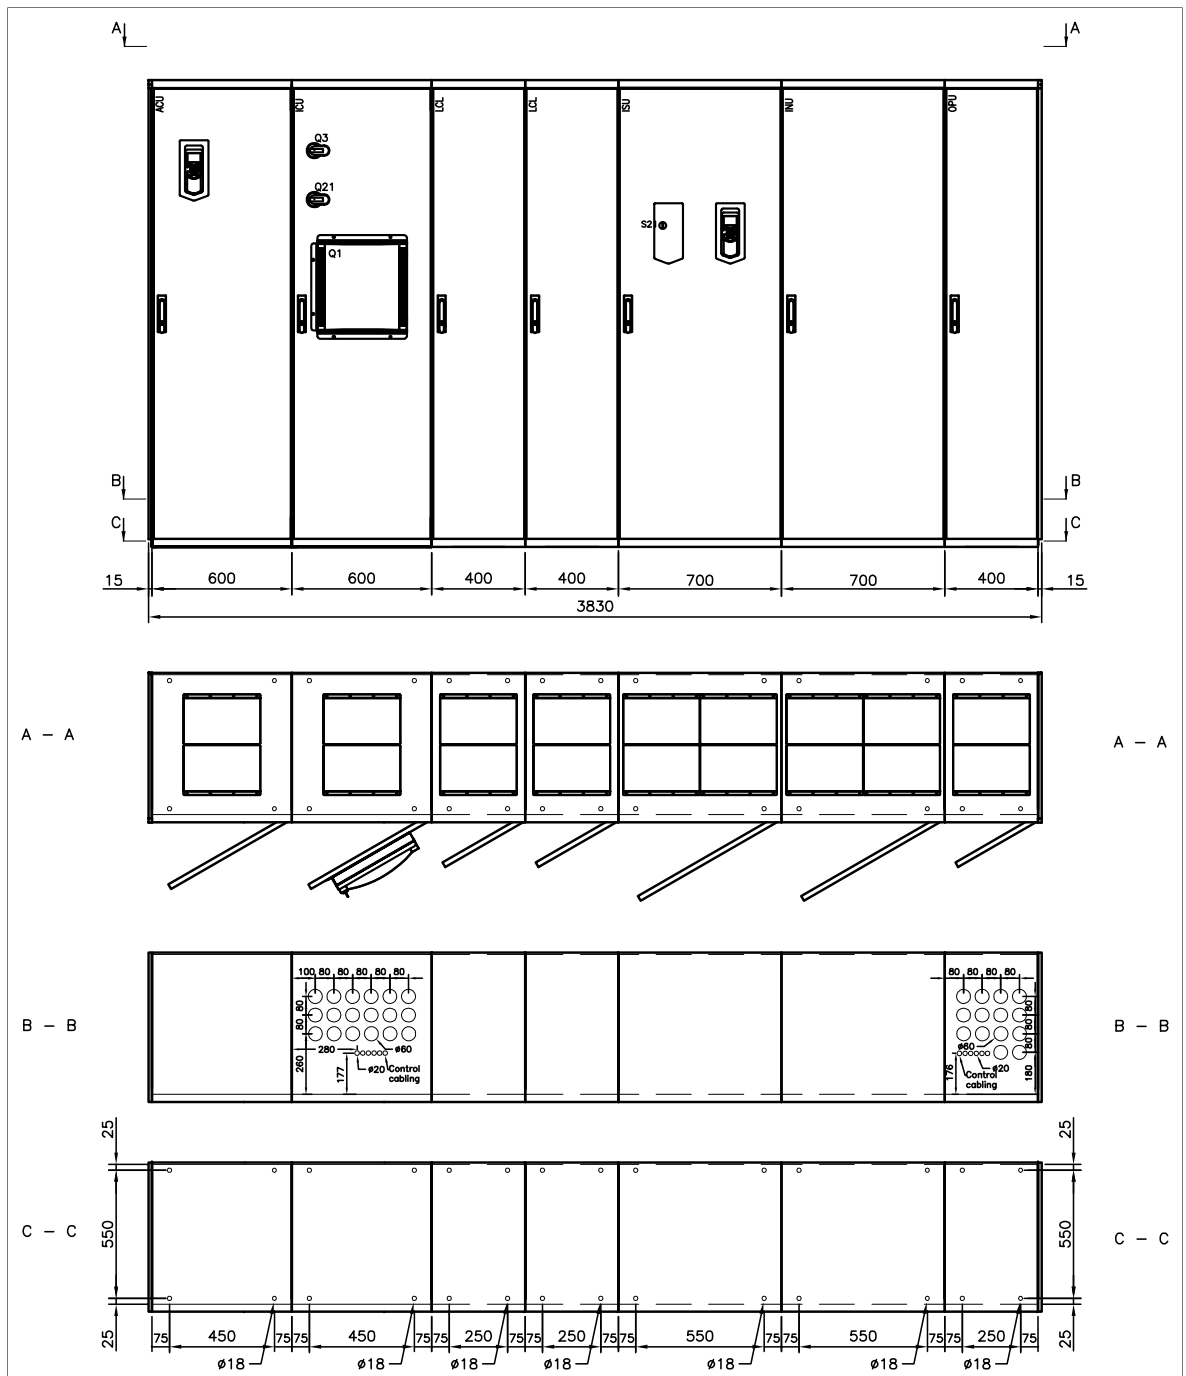 A A
ACU ICU LCL LCL ISU INU OPU
Q3
Q21
S21
Q1
B B
C C
15 600 600 400 400 700 700 400 15
3830
A – A A – A
100 80 80 80 80 80 80 80 80 80
80 80
80 80
B – B B – B
ø60 ø60 80
280
260 177 ø20 Control cabling 176 Control cabling ø20 180
25 25
550 550
C – C C – C
25 75 450 75 75 450 75 75 250 75 75 250 75 75 550 75 75 550 75 75 250 75 25
ø18 ø18 ø18 ø18 ø18 ø18 ø18